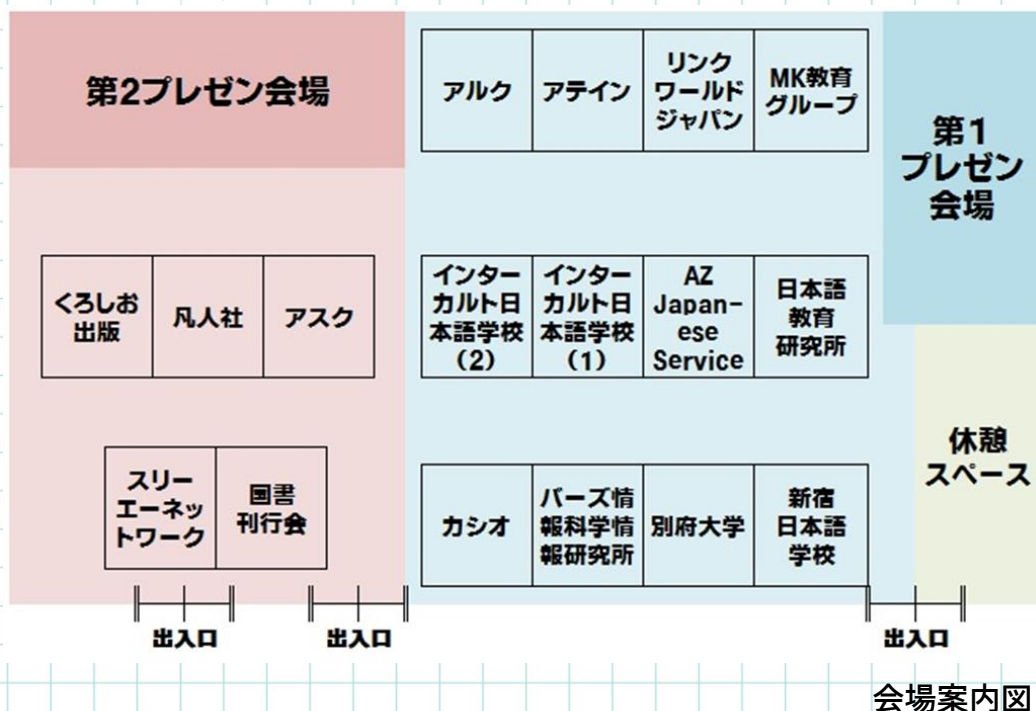 第2プレゼン会場
アルク
アテイン
リンク
ワールド
ジャパン
MK教育
グループ
第1
プレゼン
会場
くろしお
出版
凡人社
アスク
インター
カルト日
本語学校
(2)
インター
カルト日
本語学校
(1)
AZ
Japan-
ese
Service
日本語
教育
研究所
休憩
スペース
スリー
エーネッ
トワーク
国書
刊行会
カシオ
バーズ情
報科学情
報研究所
別府大学
新宿
日本語
学校
出入口
出入口
出入口
会場案内図